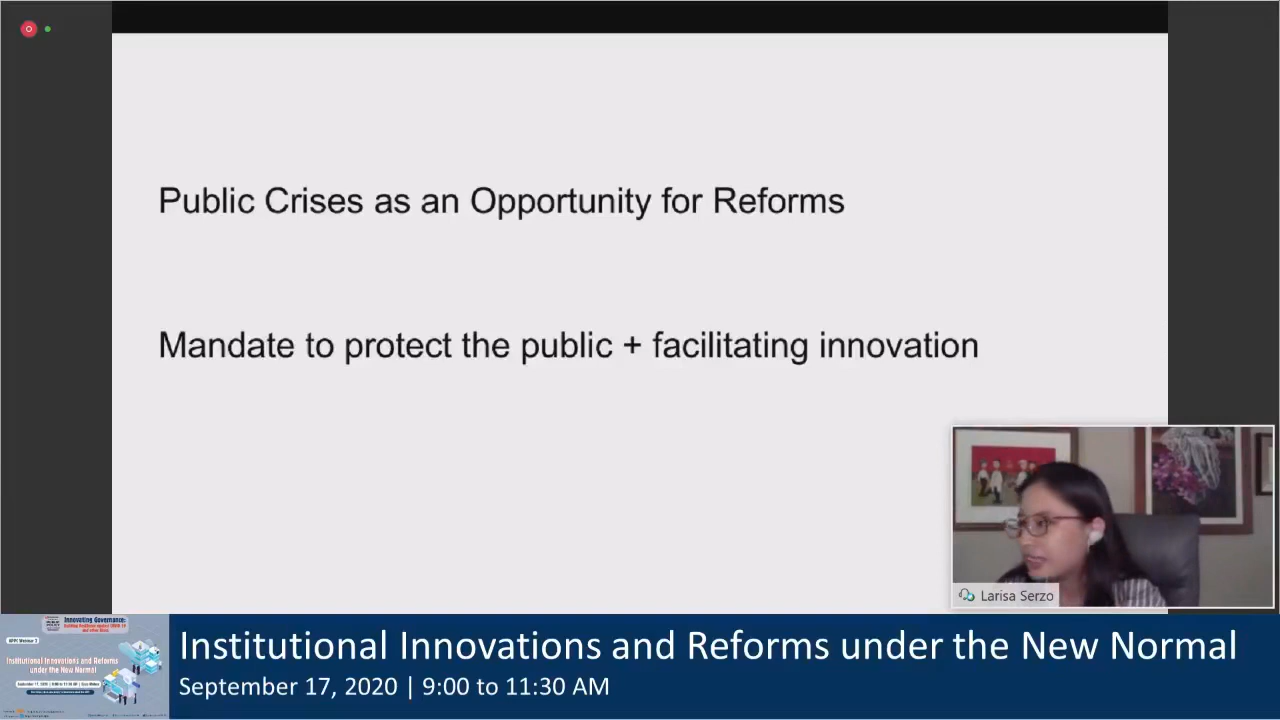 Public Crises as an Opportunity for Reforms
Mandate to protect the public + facilitating innovation
Larisa Serzo
Innovating Governance:
Institutional Innovations and Reforms
under the New Normal
Institutional Innovations and Reforms under the New Normal
September 17, 2020 | 9:00 to 11:30 AM